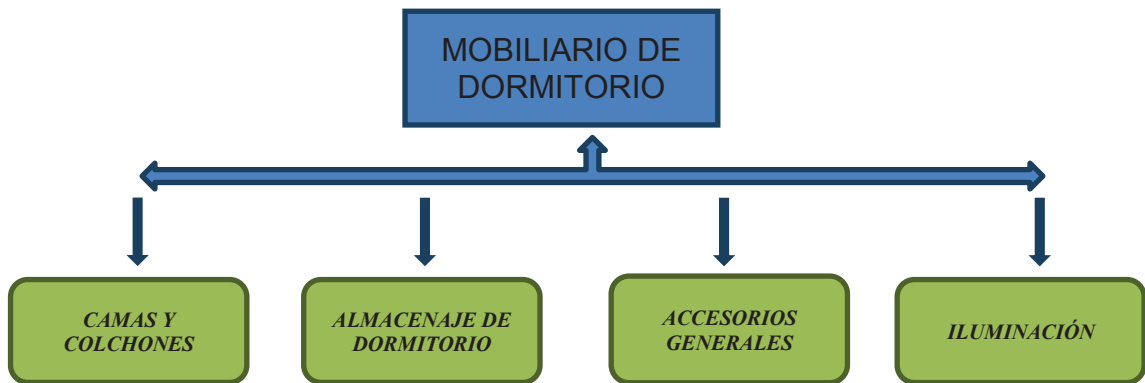 MOBILIARIO DE
DORMITORIO
CAMAS Y
COLCHONES
ALMACENAJE DE
DORMITORIO
ACCESORIOS
GENERALES
ILUMINACIÓN